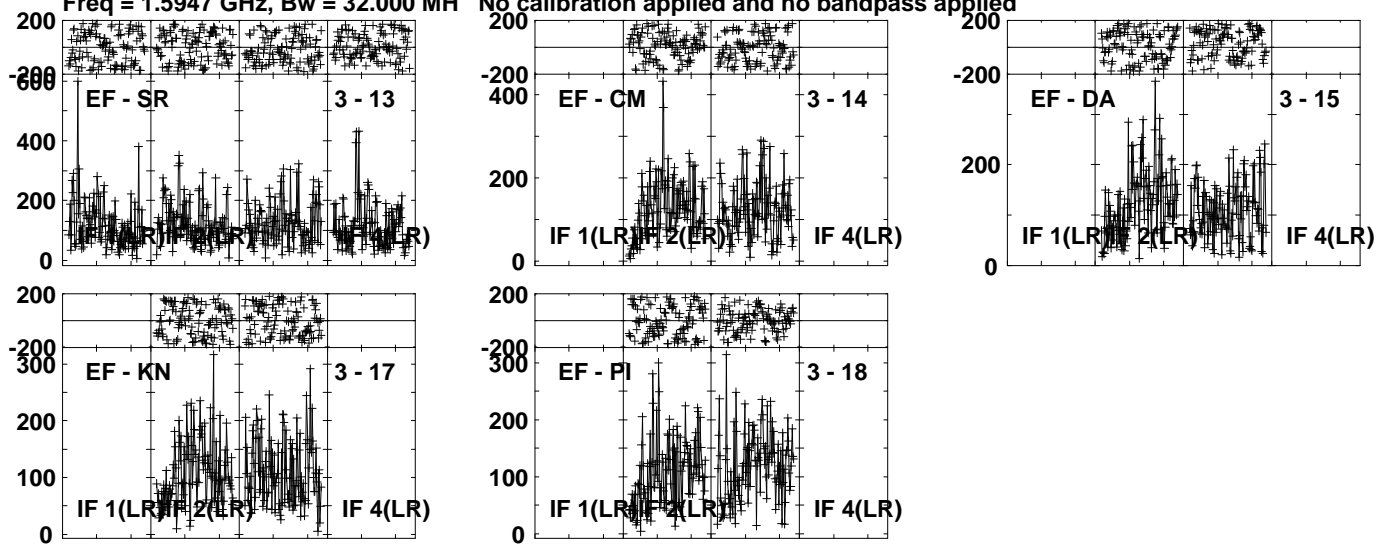 Freq = 1.5947 GHz, Bw = 32.000 MH No calibration applied and no bandpass applied
200
-200
600
400
200
0
EF - SR 3 - 13
IF 2(LR) IF 4(LR)
200
-200
400
200
0
EF - CM 3 - 14
IF 1(LR) IF 2(LR) IF 4(LR)
200
-200
200
0
EF - DA 3 - 15
IF 1(LR) IF 2(LR) IF 4(LR)
200
-200
300
200
100
0
EF - KN 3 - 17
IF 1(LR) IF 2(LR) IF 4(LR)
200
-200
300
200
100
0
EF - PI 3 - 18
IF 1(LR) IF 2(LR) IF 4(LR)